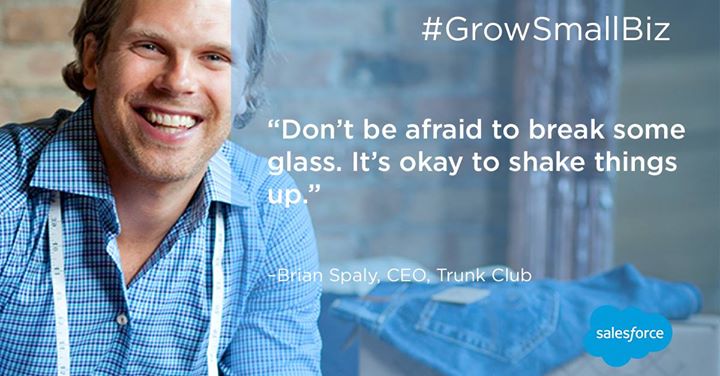 #GrowSmallBiz
“Don’t be afraid to break some
glass. It’s okay to shake things
up.”
–Brian Spaly, CEO, Trunk Club
salesforce